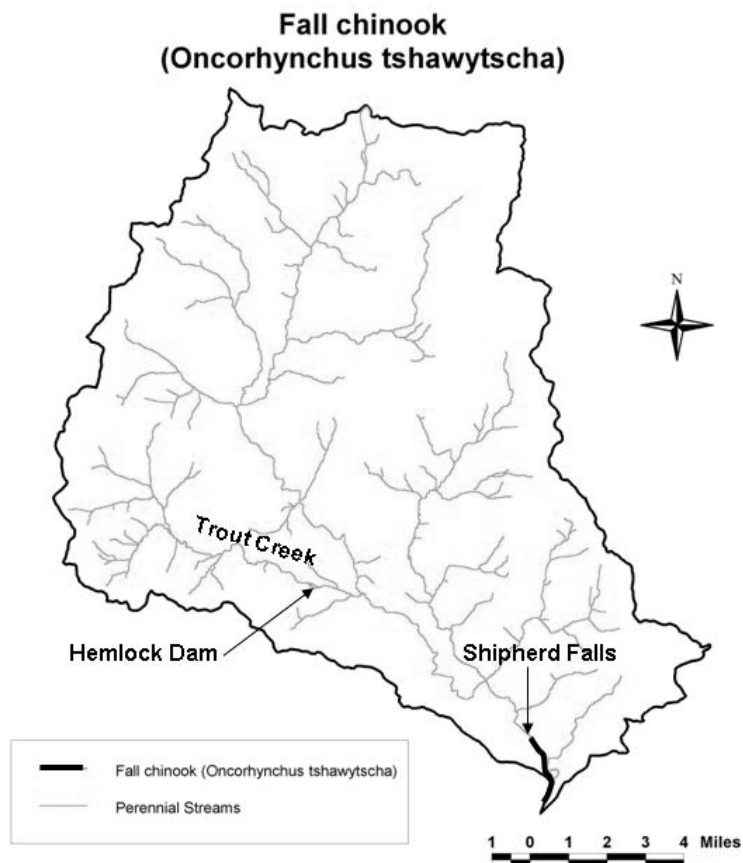 Fall chinook
(Oncorhynchus tshawytscha)
N
Trout Creek
Hemlock Dam
Shipherd Falls
Fall chinook (Oncorhynchus tshawytscha)
Perennial Streams
1 0 1 2 3 4 Miles